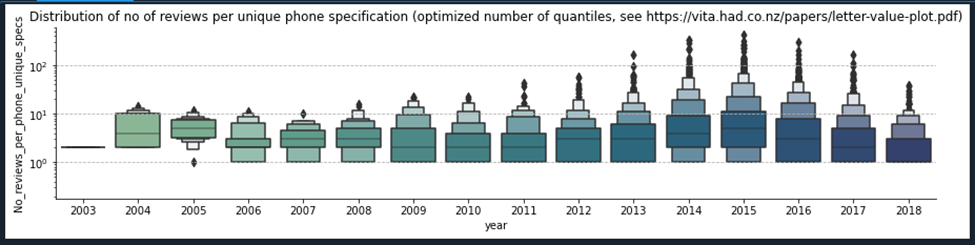 Distribution of no of reviews per unique phone specification (optimized number of quantiles, see https://vita.had.co.nz/papers/letter-value-plot.pdf)
No_reviews_per_phone_unique_specs
10²
10¹
10⁰
2003 2004 2005 2006 2007 2008 2009 2010 2011 2012 2013 2014 2015 2016 2017 2018
year